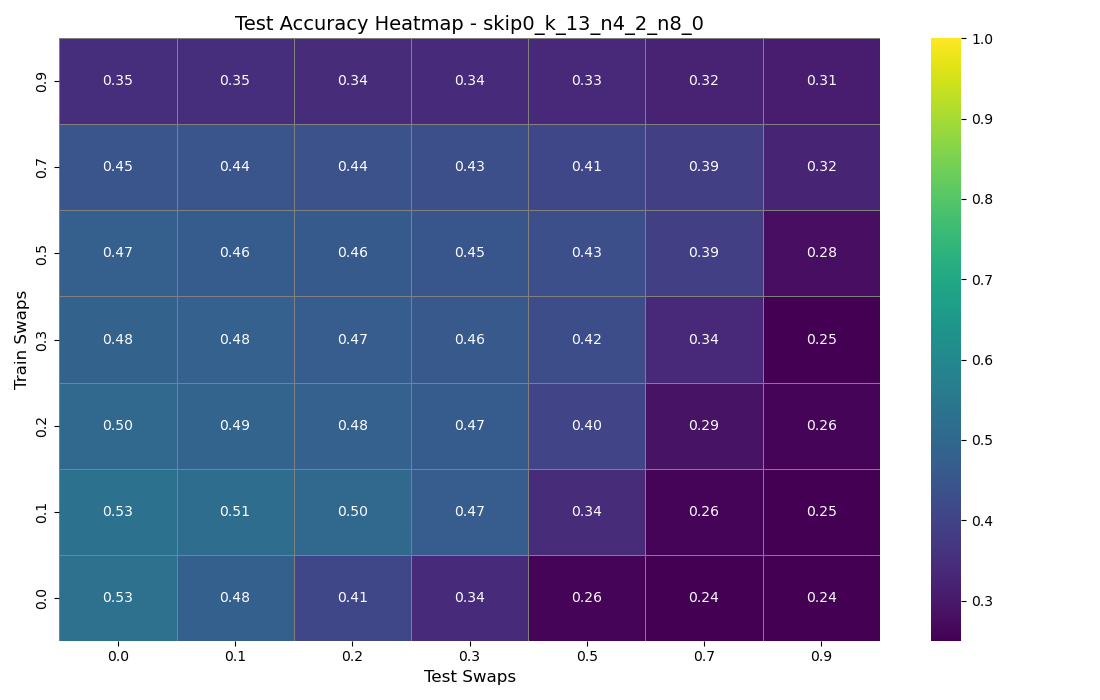 Test Accuracy Heatmap - skip0_k_13_n4_2_n8_0
Train Swaps
0.9 0.35 0.35 0.34 0.34 0.33 0.32 0.31
0.7 0.45 0.44 0.44 0.43 0.41 0.39 0.32
0.5 0.47 0.46 0.46 0.45 0.43 0.39 0.28
0.3 0.48 0.48 0.47 0.46 0.42 0.34 0.25
0.2 0.50 0.49 0.48 0.47 0.40 0.29 0.26
0.1 0.53 0.51 0.50 0.47 0.34 0.26 0.25
0.0 0.53 0.48 0.41 0.34 0.26 0.24 0.24
0.0 0.1 0.2 0.3 0.5 0.7 0.9
Test Swaps
1.0
0.9
0.8
0.7
0.6
0.5
0.4
0.3